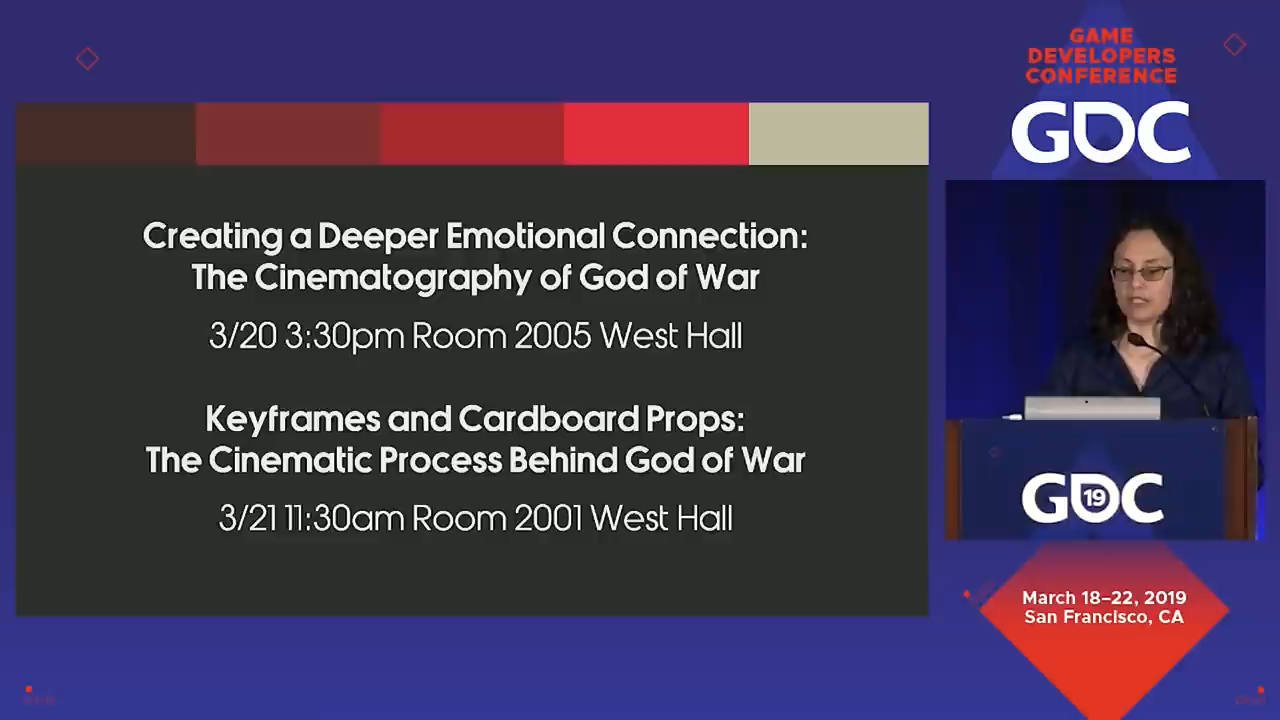 GAME
DEVELOPERS
CONFERENCE
GDC
Creating a Deeper Emotional Connection:
The Cinematography of God of War
3/20 3:30pm Room 2005 West Hall
Keyframes and Cardboard Props:
The Cinematic Process Behind God of War
3/21 11:30am Room 2001 West Hall
GDC 19
March 18–22, 2019
San Francisco, CA